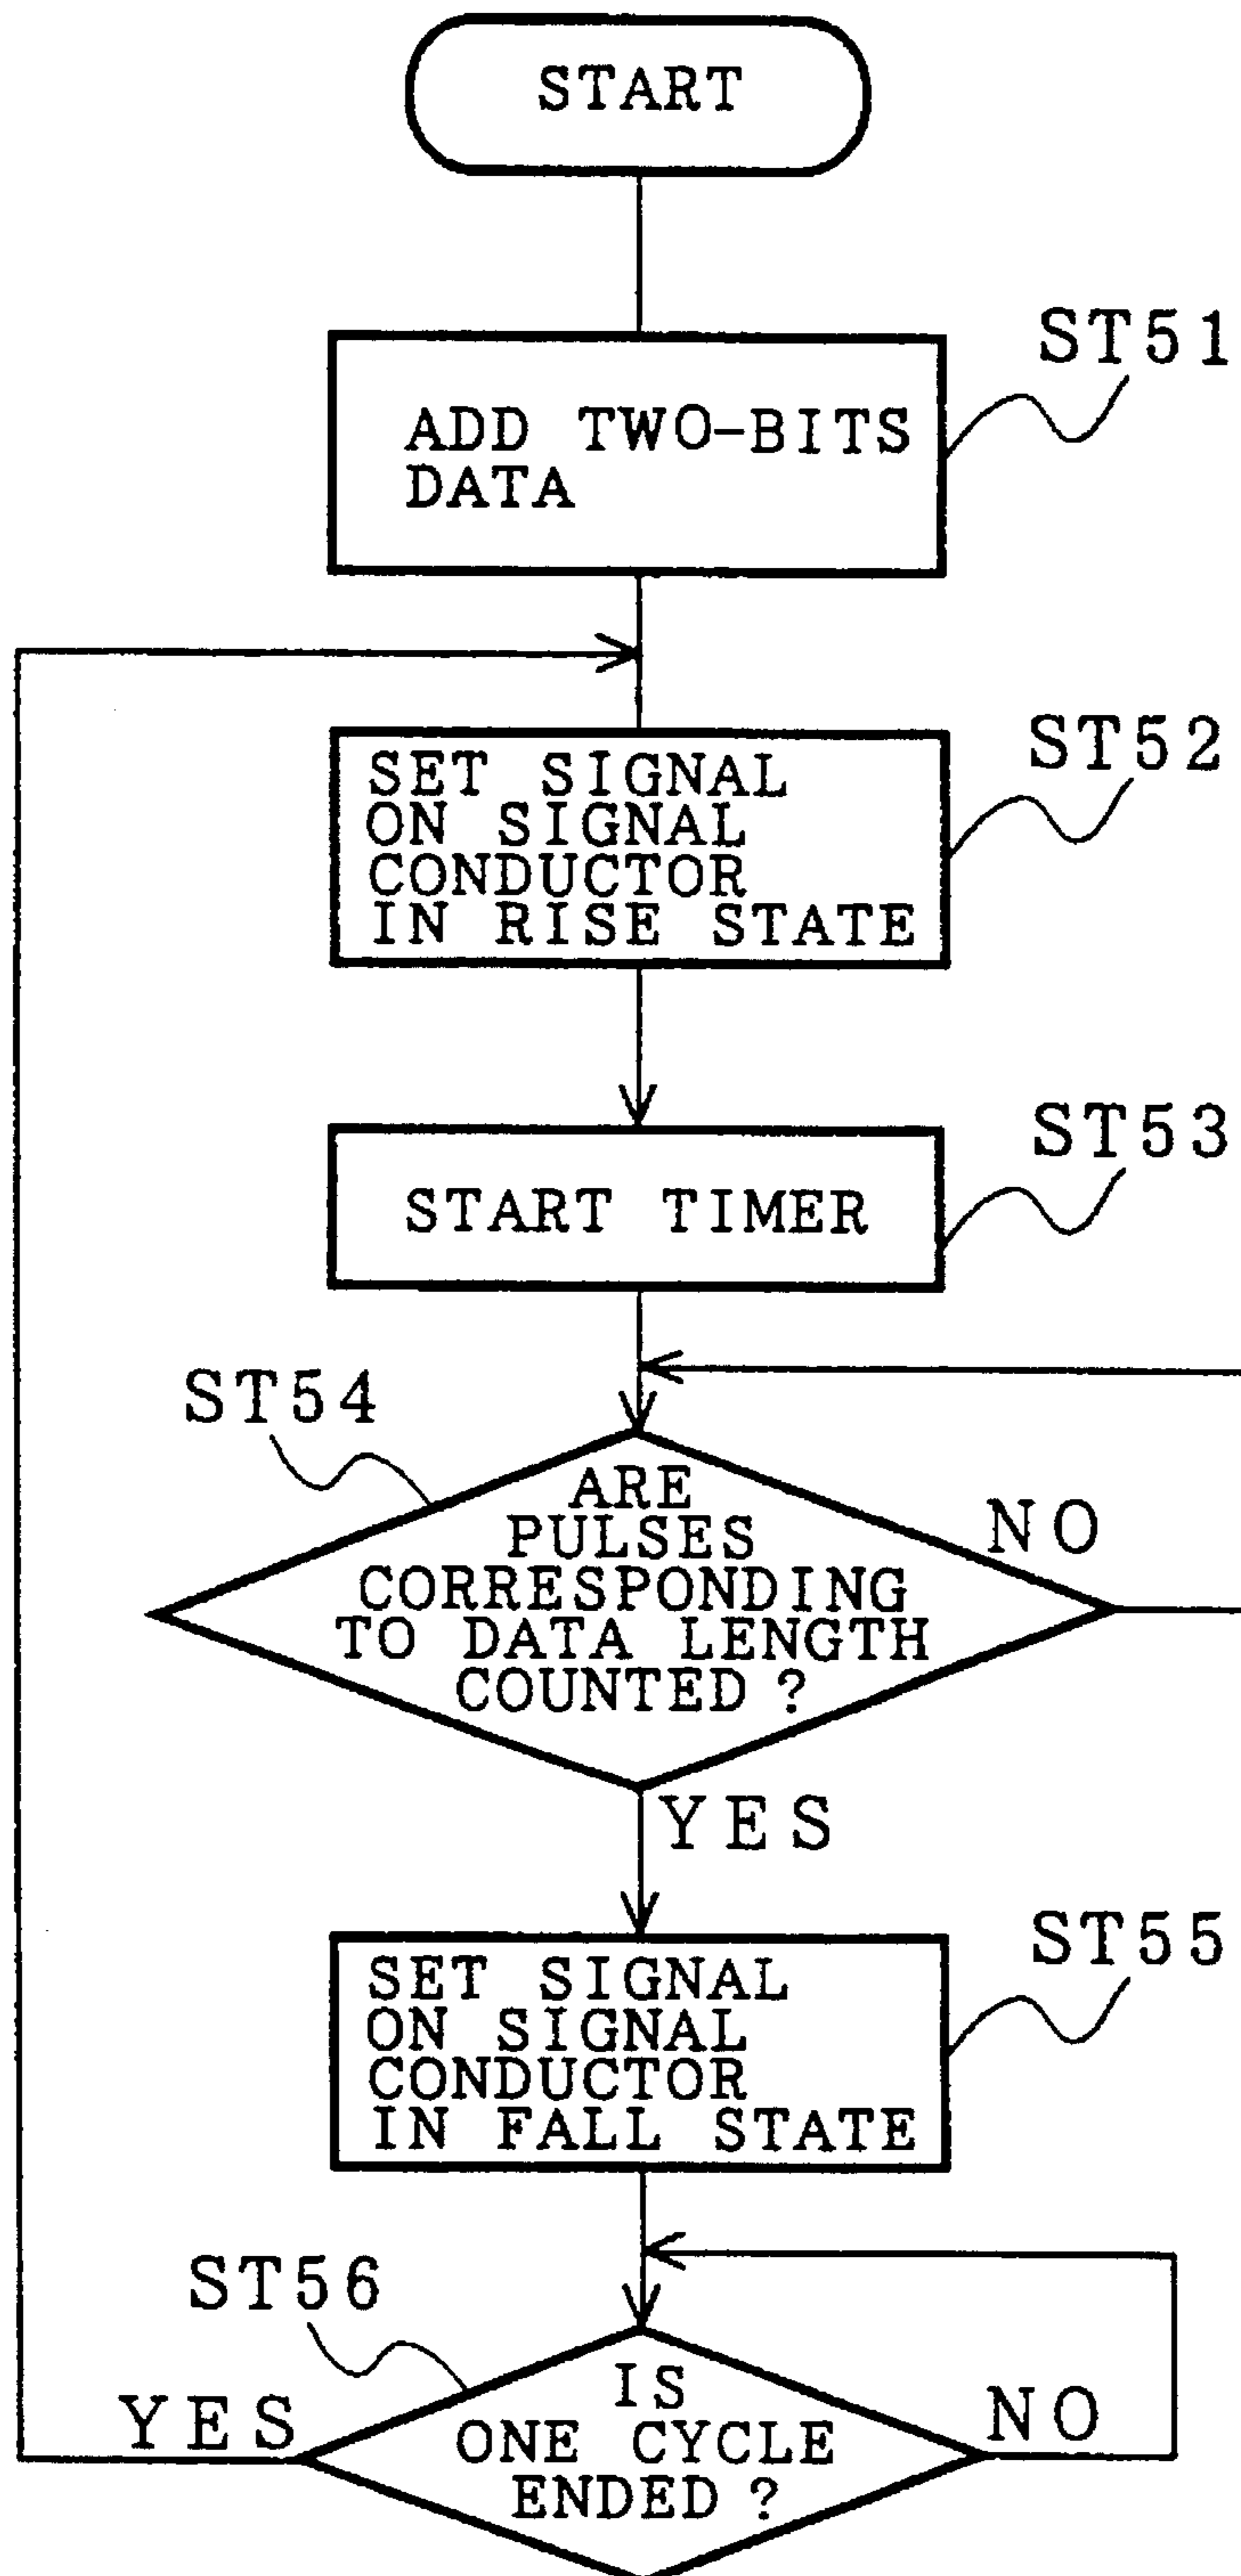 START
ST51
ADD TWO-BITS
DATA
ST52
SET SIGNAL
ON SIGNAL
CONDUCTOR
IN RISE STATE
ST53
START TIMER
ST54
ARE
PULSES
CORRESPONDING
TO DATA LENGTH
COUNTED ?
NO
YES
ST55
SET SIGNAL
ON SIGNAL
CONDUCTOR
IN FALL STATE
ST56
IS
ONE CYCLE
ENDED ?
YES
NO